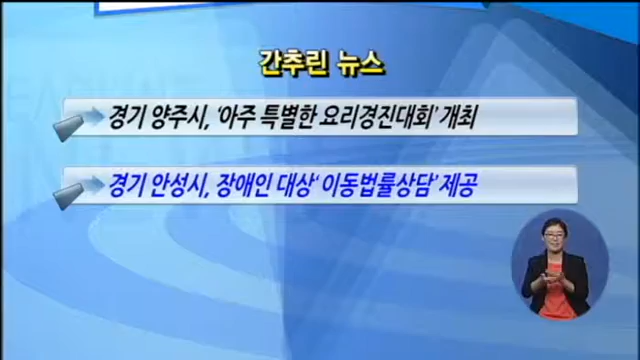 간추린 뉴스
경기 양주시, '아주 특별한 요리경진대회' 개최
경기 안성시, 장애인 대상' 이동법률상담' 제공